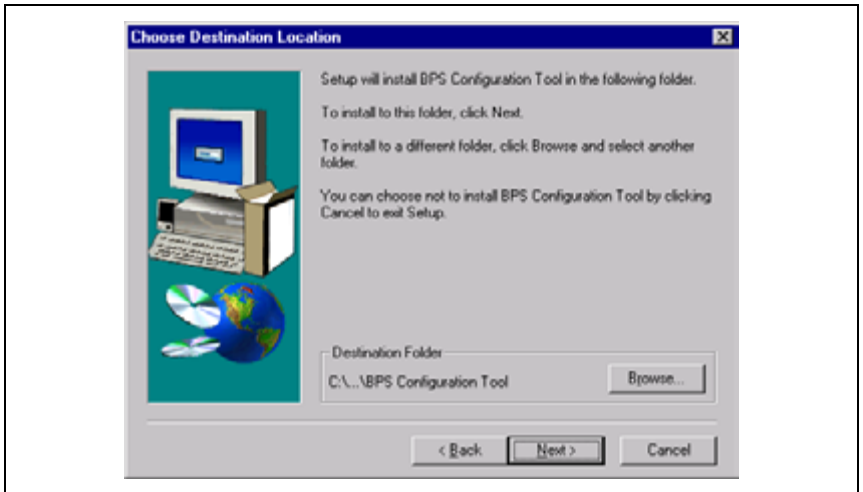 Choose Destination Location
Setup will install BPS Configuration Tool in the following folder.
To install to this folder, click Next.
To install to a different folder, click Browse and select another
folder.
You can choose not to install BPS Configuration Tool by clicking
Cancel to exit Setup.
Destination Folder
C:\...\BPS Configuration Tool
Browse...
< Back
Next >
Cancel